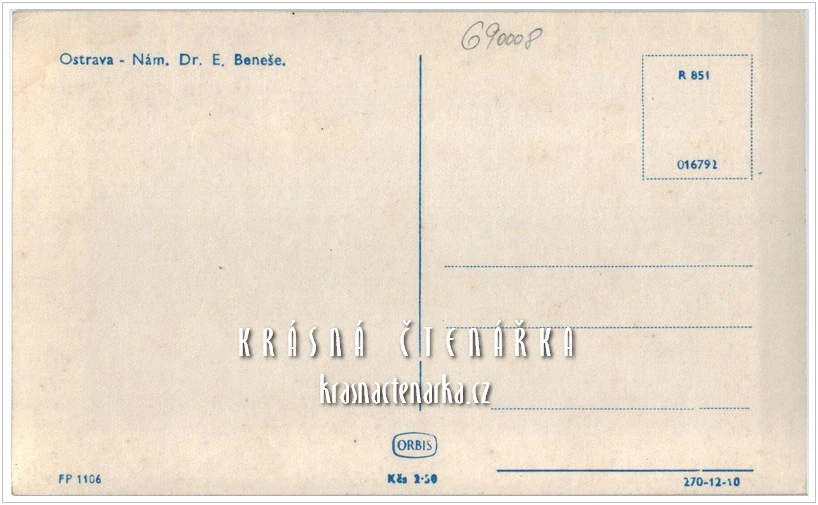 690008
Ostrava - Nám. Dr. E. Beneše.
R 851
016792
KRÁSNÁ ČTENÁŘKA
krasnactenarka.cz
ORBIS
FP 1106
Kčs 2·50
270-12-10